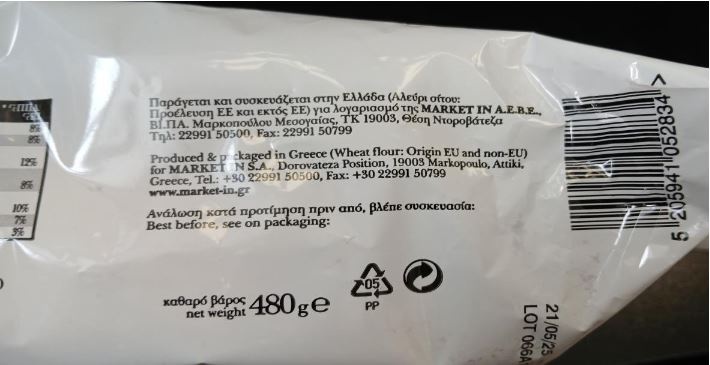 8%
8%
12%
8%
10%
7%
3%
Παράγεται και συσκευάζεται στην Ελλάδα (Αλεύρι σίτου:
Προέλευση ΕΕ και εκτός ΕΕ) για λογαριασμό της MARKET IN A.E.B.E.,
ΒΙ.ΠΑ. Μαρκοπούλου Μεσογαίας, ΤΚ 19003, Θέση Ντοροβάτεζα
Τηλ: 22991 50500, Fax: 22991 50799
Produced & packaged in Greece (Wheat flour: Origin EU and non-EU)
for MARKET IN S.A., Dorovateza Position, 19003 Markopoulo, Attiki,
Greece, Tel.: +30 22991 50500, Fax: +30 22991 50799
www.market-in.gr
Ανάλωση κατά προτίμηση πριν από, βλέπε συσκευασία:
Best before, see on packaging:
καθαρό βάρος
net weight 480g e
05
PP
21/05/25
LOT 066A
5 205941 052834 >